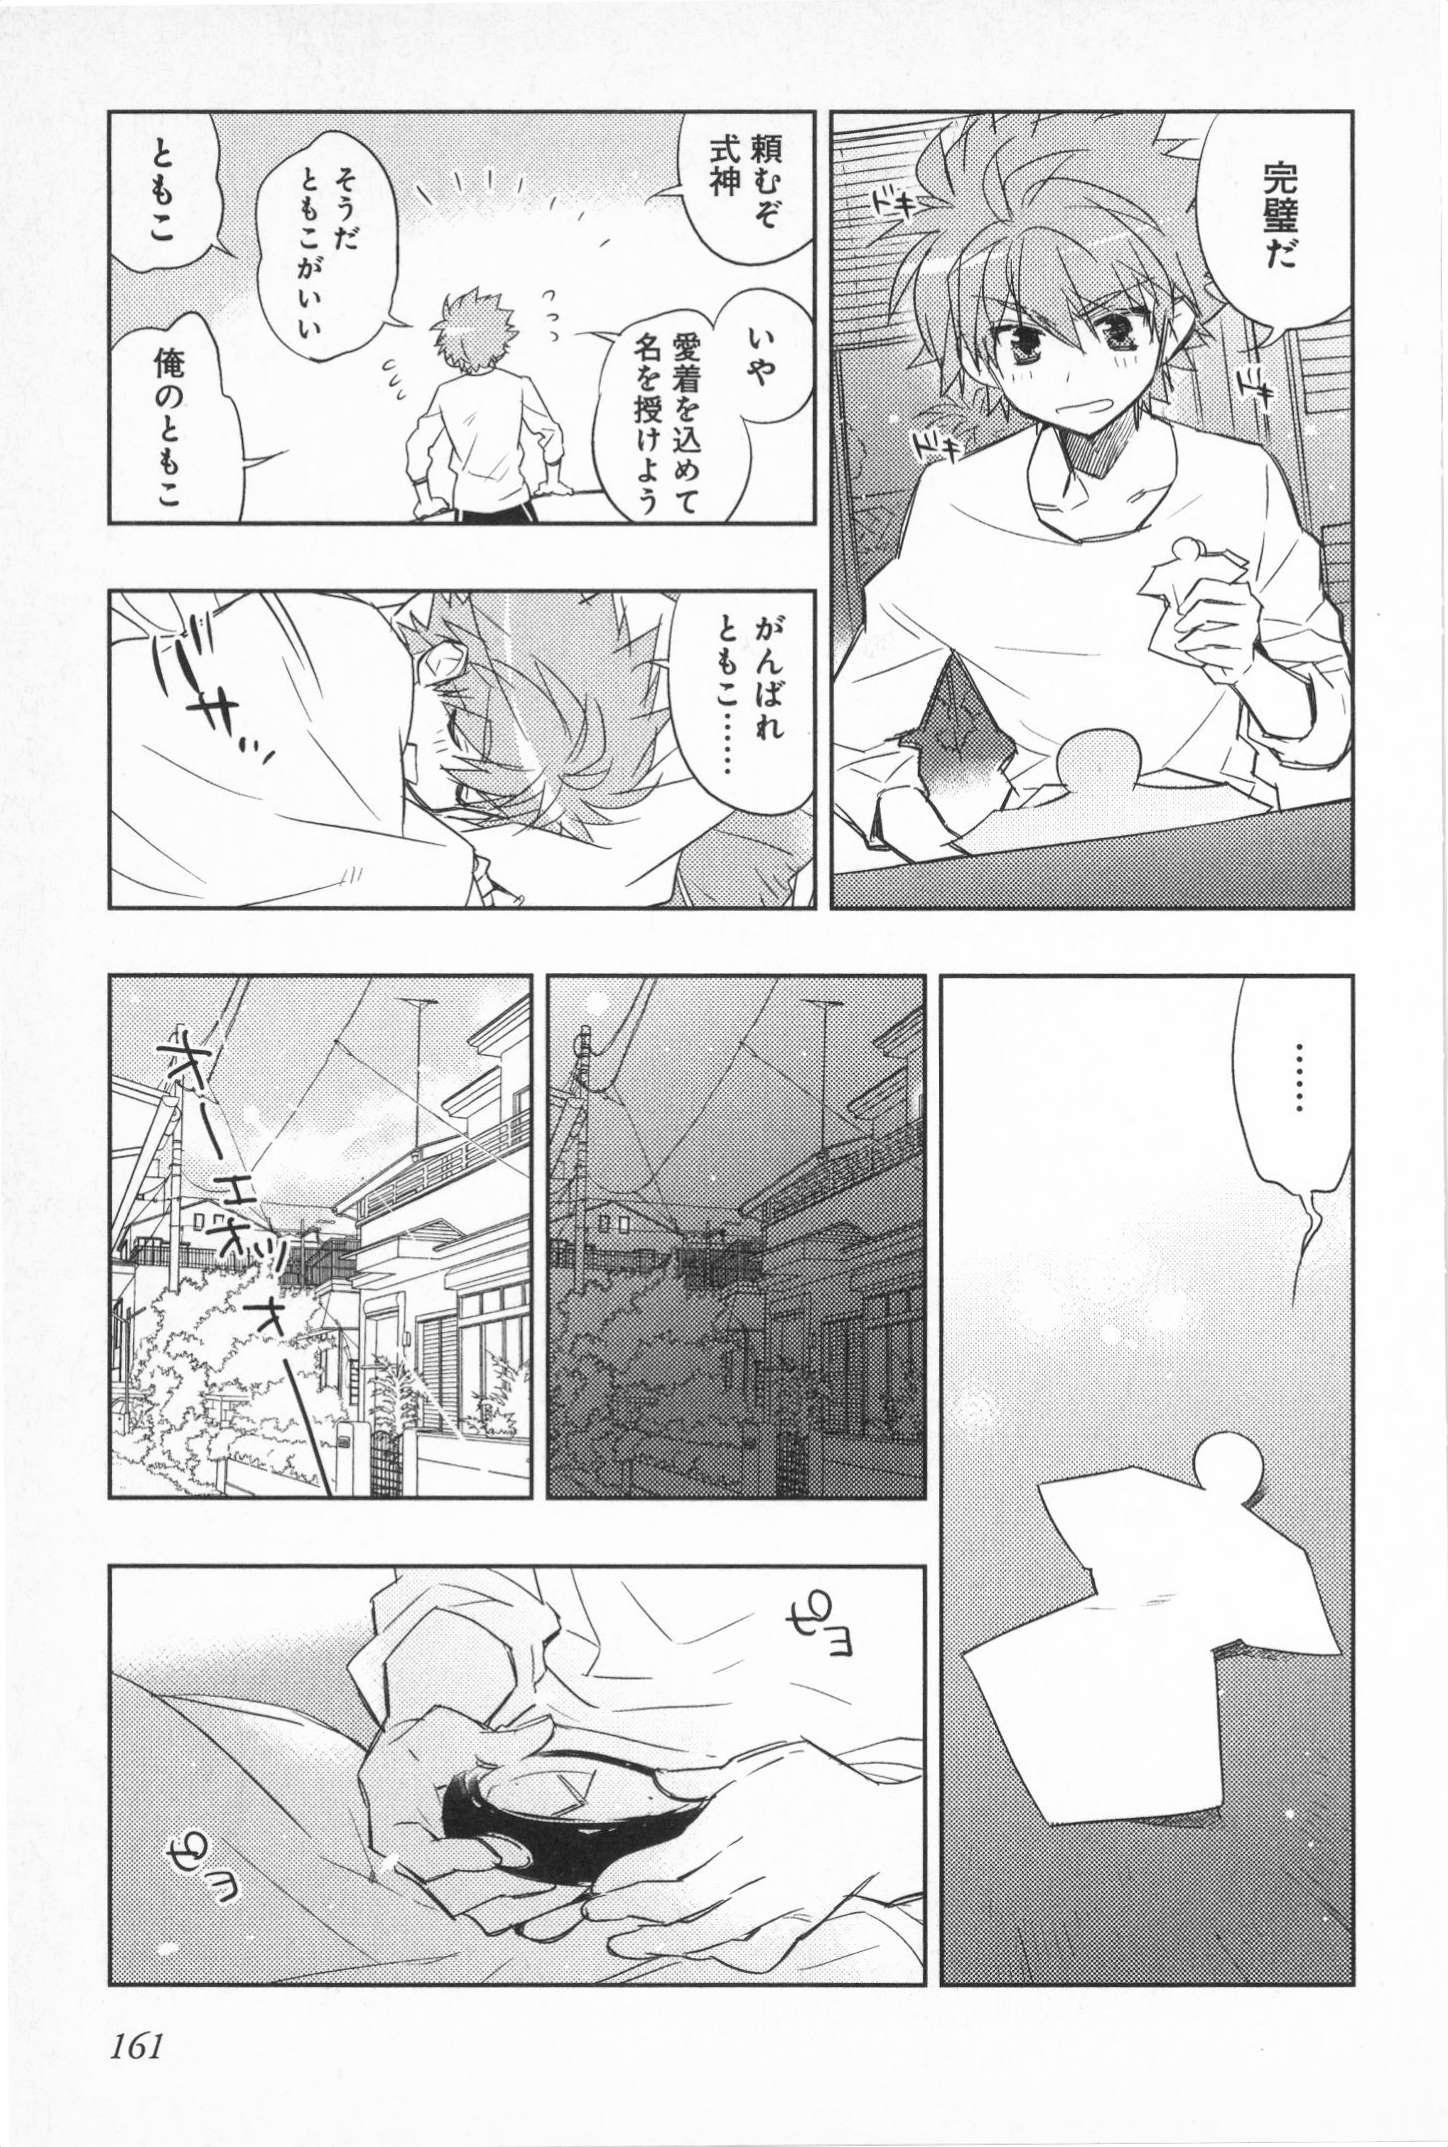 完璧だ
ドキ
ドキ
ドキ
頼むぞ
式神
いや
愛着を込めて
名を授けよう
そうだ
ともこがいい
ともこ
俺のともこ
がんばれ
ともこ……
ドサッ
……
オーエオッオー
ゆョ
ゆョ
161